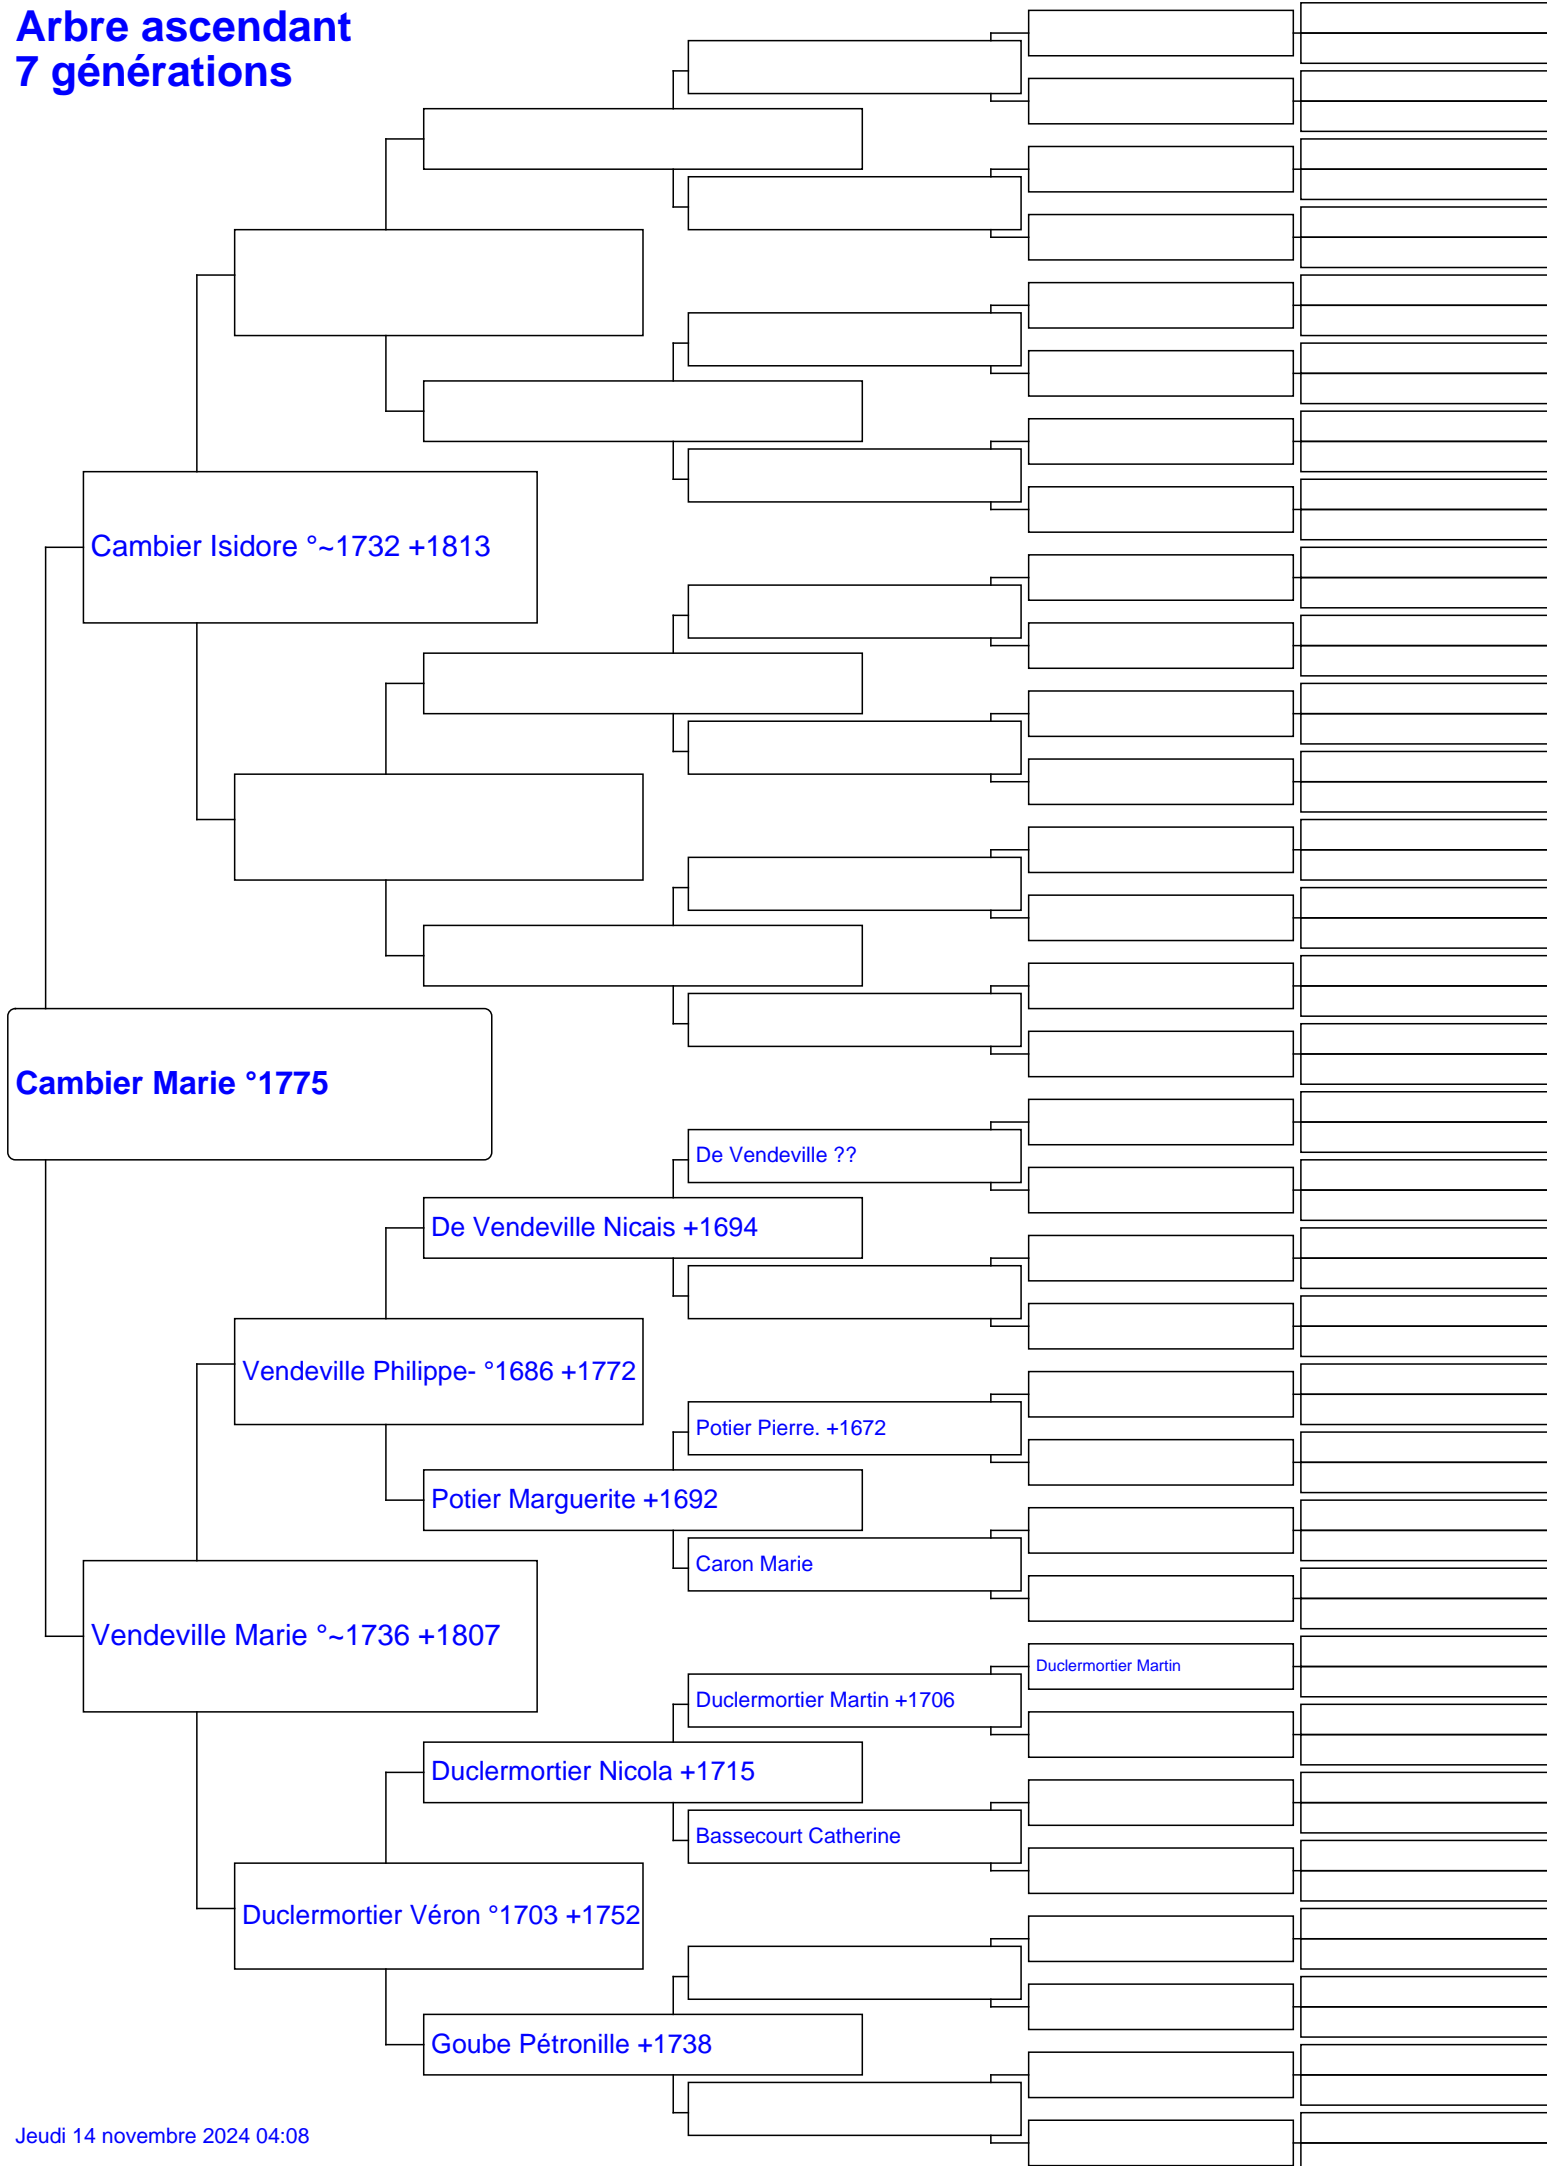 Arbre ascendant
7 générations
Cambier Isidore °~1732 +1813
Cambier Marie °1775
De Vendeville ??
De Vendeville Nicais +1694
Vendeville Philippe- °1686 +1772
Potier Pierre. +1672
Potier Marguerite +1692
Caron Marie
Vendeville Marie °~1736 +1807
Duclermortier Martin
Duclermortier Martin +1706
Duclermortier Nicola +1715
Bassecourt Catherine
Duclermortier Véron °1703 +1752
Goube Pétronille +1738
Jeudi 14 novembre 2024 04:08